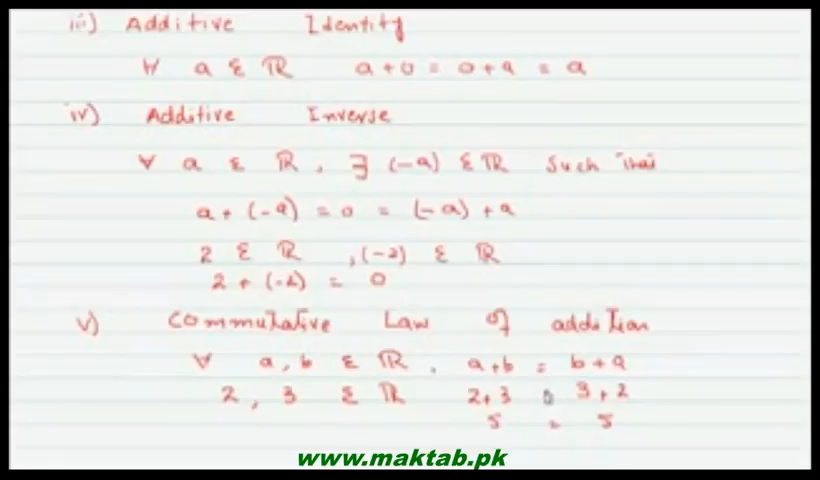 iii) Additive Identity
∀ a ε ℝ a + 0 = 0 + a = a
iv) Additive Inverse
∀ a ε ℝ , ∃ (-a) ε ℝ such that
a + (-a) = 0 = (-a) + a
2 ε ℝ , (-2) ε ℝ
2 + (-2) = 0
v) Commutative Law of addition
∀ a, b ε ℝ , a+b = b+a
2, 3 ε ℝ 2+3 = 3+2
5 = 5
www.maktab.pk